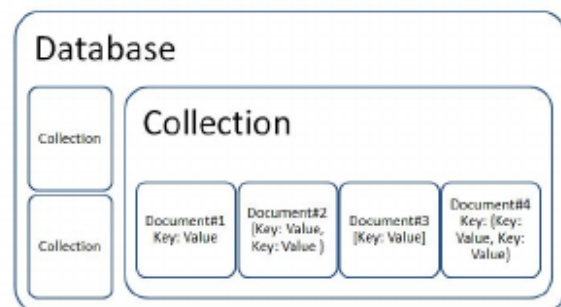 Database
Collection
Collection
Collection
Document#1
Key: Value
Document#2
[Key: Value,
Key: Value ]
Document#3
[Key: Value]
Document#4
Key: (Key:
Value, Key:
Value)